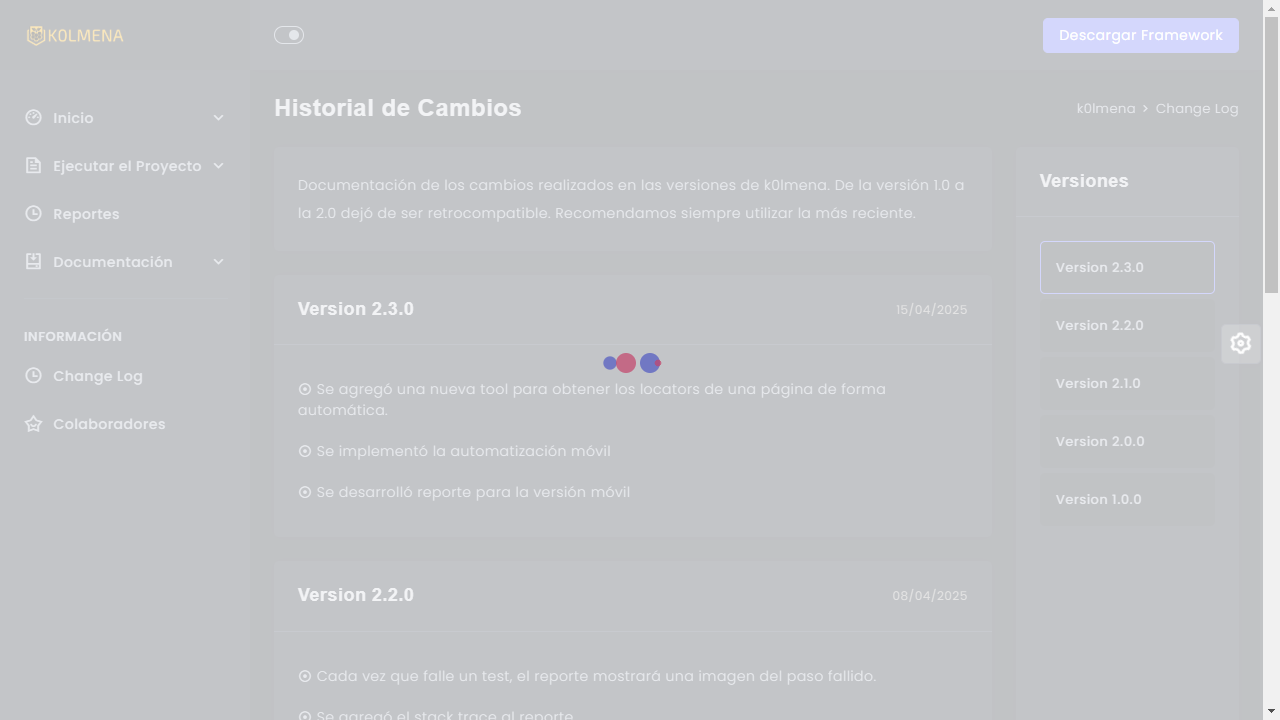 K0LMENA
Descargar Framework
Inicio
Ejecutar el Proyecto
Reportes
Documentación
INFORMACIÓN
Change Log
Colaboradores
Historial de Cambios
k0lmena > Change Log
Documentación de los cambios realizados en las versiones de k0lmena. De la versión 1.0 a
la 2.0 dejó de ser retrocompatible. Recomendamos siempre utilizar la más reciente.
Version 2.3.0
15/04/2025
Se agregó una nueva tool para obtener los locators de una página de forma
automática.
Se implementó la automatización móvil
Se desarrolló reporte para la versión móvil
Version 2.2.0
08/04/2025
Cada vez que falle un test, el reporte mostrará una imagen del paso fallido.
Se agregó el stack trace al reporte
Versiones
Version 2.3.0
Version 2.2.0
Version 2.1.0
Version 2.0.0
Version 1.0.0